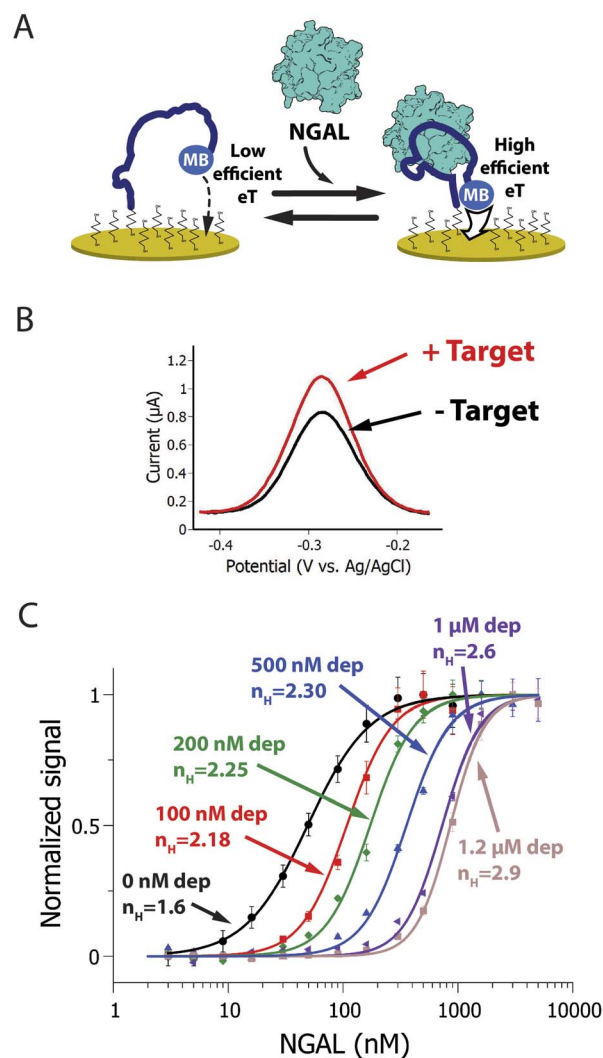 A
NGAL
MB
Low
efficient
eT
High
efficient
eT
MB
B
1.2
1
0.8
0.6
0.4
0.2
0
Current (µA)
-0.4
-0.3
-0.2
Potential (V vs. Ag/AgCl)
+ Target
- Target
C
1 µM dep
nH=2.6
500 nM dep
nH=2.30
200 nM dep
nH=2.25
100 nM dep
nH=2.18
0 nM dep
nH=1.6
1.2 µM dep
nH=2.9
1
0.5
0
Normalized signal
1
10
100
1000
10000
NGAL (nM)